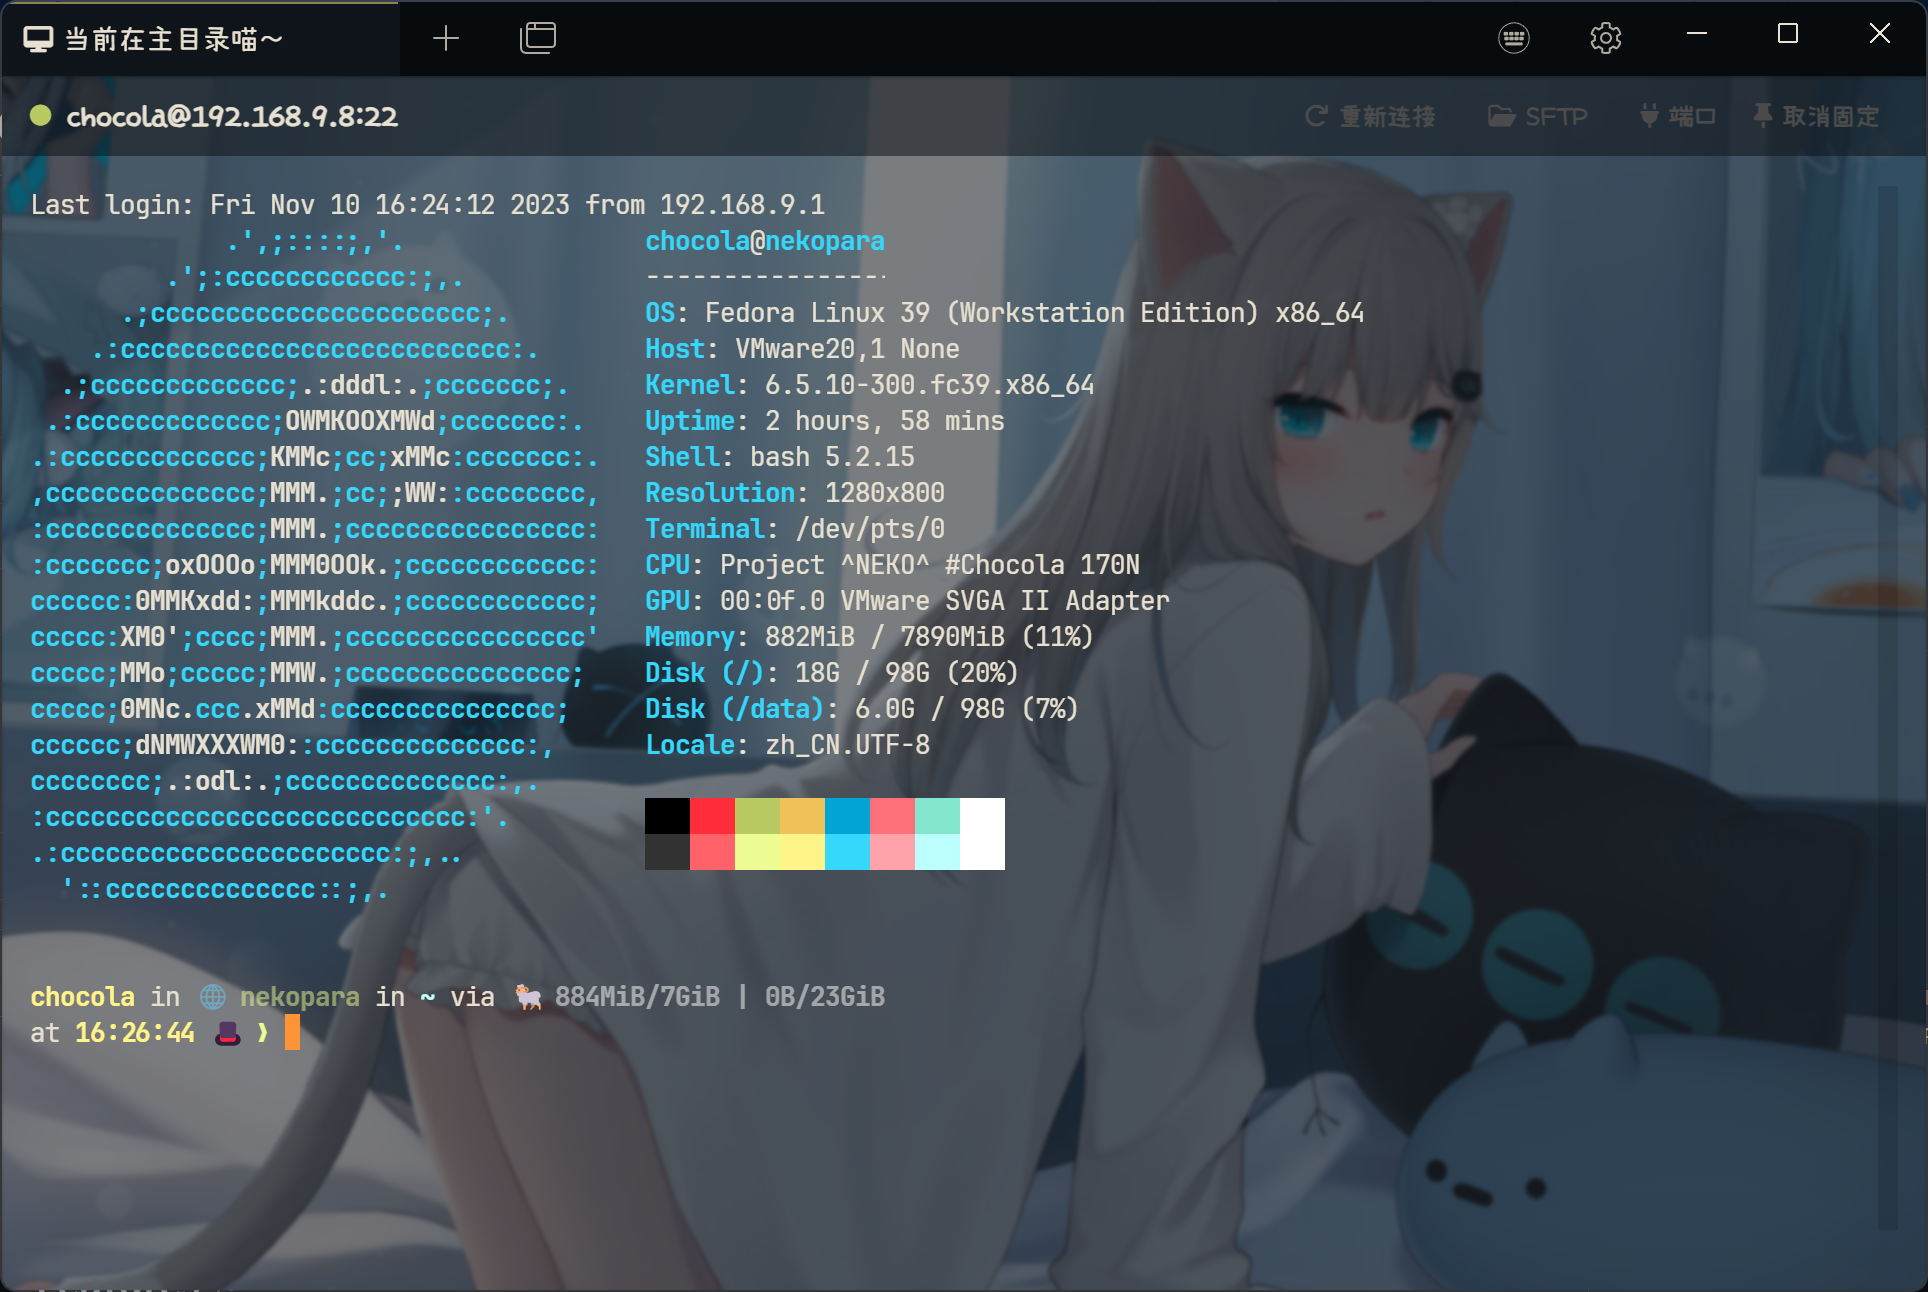 当前在主目录喵~
chocola@192.168.9.8:22
重新连接 SFTP 端口 取消固定
Last login: Fri Nov 10 16:24:12 2023 from 192.168.9.1
.',;::::;,'. chocola@nekopara
.';:cccccccccccc:;,. ----------------
.;cccccccccccccccccccccc;. OS: Fedora Linux 39 (Workstation Edition) x86_64
.:cccccccccccccccccccccccccc:. Host: VMware20,1 None
.;ccccccccccccc;.:dddl:.;ccccccc;. Kernel: 6.5.10-300.fc39.x86_64
.:ccccccccccccc;OWMKOOXMWd;ccccccc:. Uptime: 2 hours, 58 mins
.:ccccccccccccc;KMMc;cc;xMMc:ccccccc:. Shell: bash 5.2.15
,cccccccccccccc;MMM.;cc;;WW::cccccccc, Resolution: 1280x800
:cccccccccccccc;MMM.;cccccccccccccccc: Terminal: /dev/pts/0
:ccccccc;oxOOOo;MMM0OOk.;cccccccccccc: CPU: Project ^NEKO^ #Chocola 170N
cccccc:0MMKxdd:;MMMkddc.;cccccccccccc; GPU: 00:0f.0 VMware SVGA II Adapter
ccccc:XM0';cccc;MMM.;cccccccccccccccc' Memory: 882MiB / 7890MiB (11%)
ccccc;MMo;ccccc;MMW.;ccccccccccccccc; Disk (/): 18G / 98G (20%)
ccccc;0MNc.ccc.xMMd:ccccccccccccccc; Disk (/data): 6.0G / 98G (7%)
cccccc;dNMWXXXWM0::cccccccccccccc:, Locale: zh_CN.UTF-8
cccccccc;.:odl:.;cccccccccccccc:,.
:cccccccccccccccccccccccccccc:'.
.:cccccccccccccccccccccc:;,..
'::cccccccccccccc::;,.
chocola in 🌐 nekopara in ~ via 🐏 884MiB/7GiB | 0B/23GiB
at 16:26:44 🎩 ❯